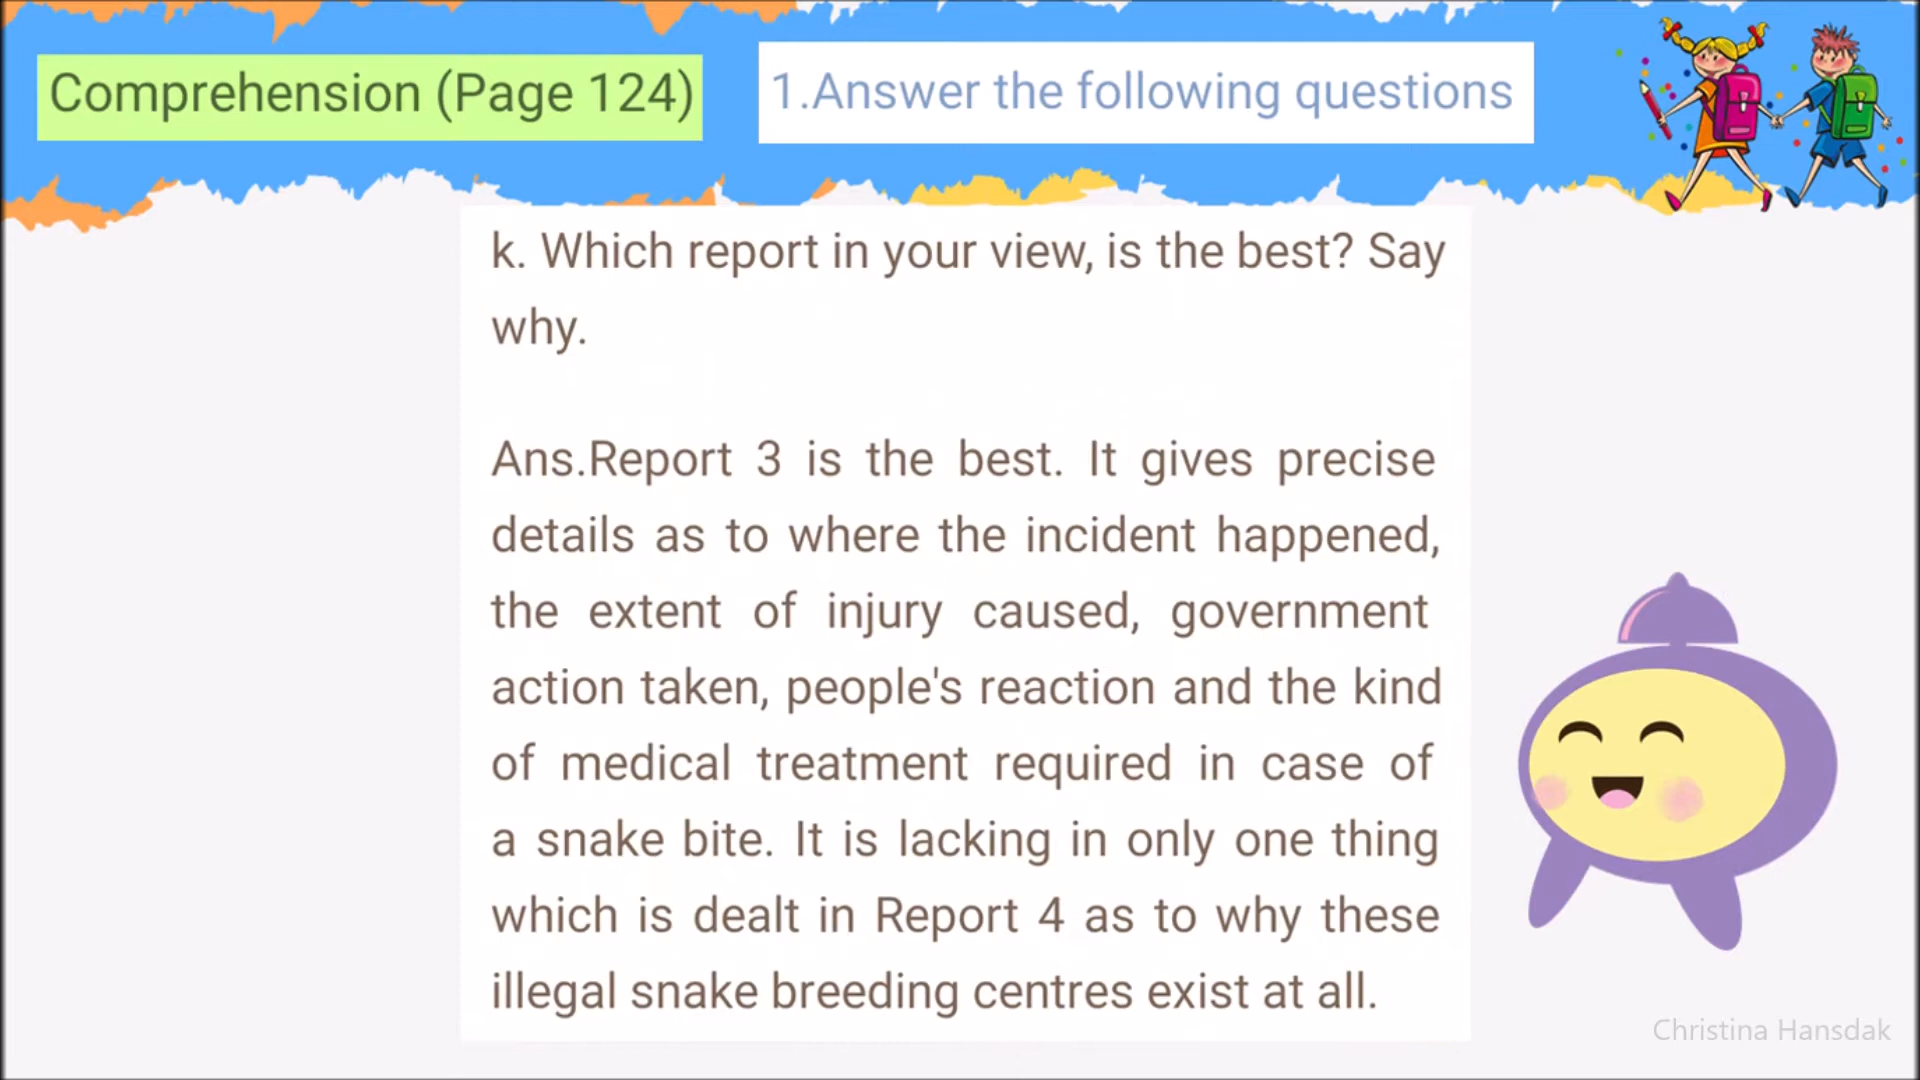 Comprehension (Page 124)
1.Answer the following questions
k. Which report in your view, is the best? Say
why.
Ans.Report 3 is the best. It gives precise
details as to where the incident happened,
the extent of injury caused, government
action taken, people's reaction and the kind
of medical treatment required in case of
a snake bite. It is lacking in only one thing
which is dealt in Report 4 as to why these
illegal snake breeding centres exist at all.
Christina Hansdak